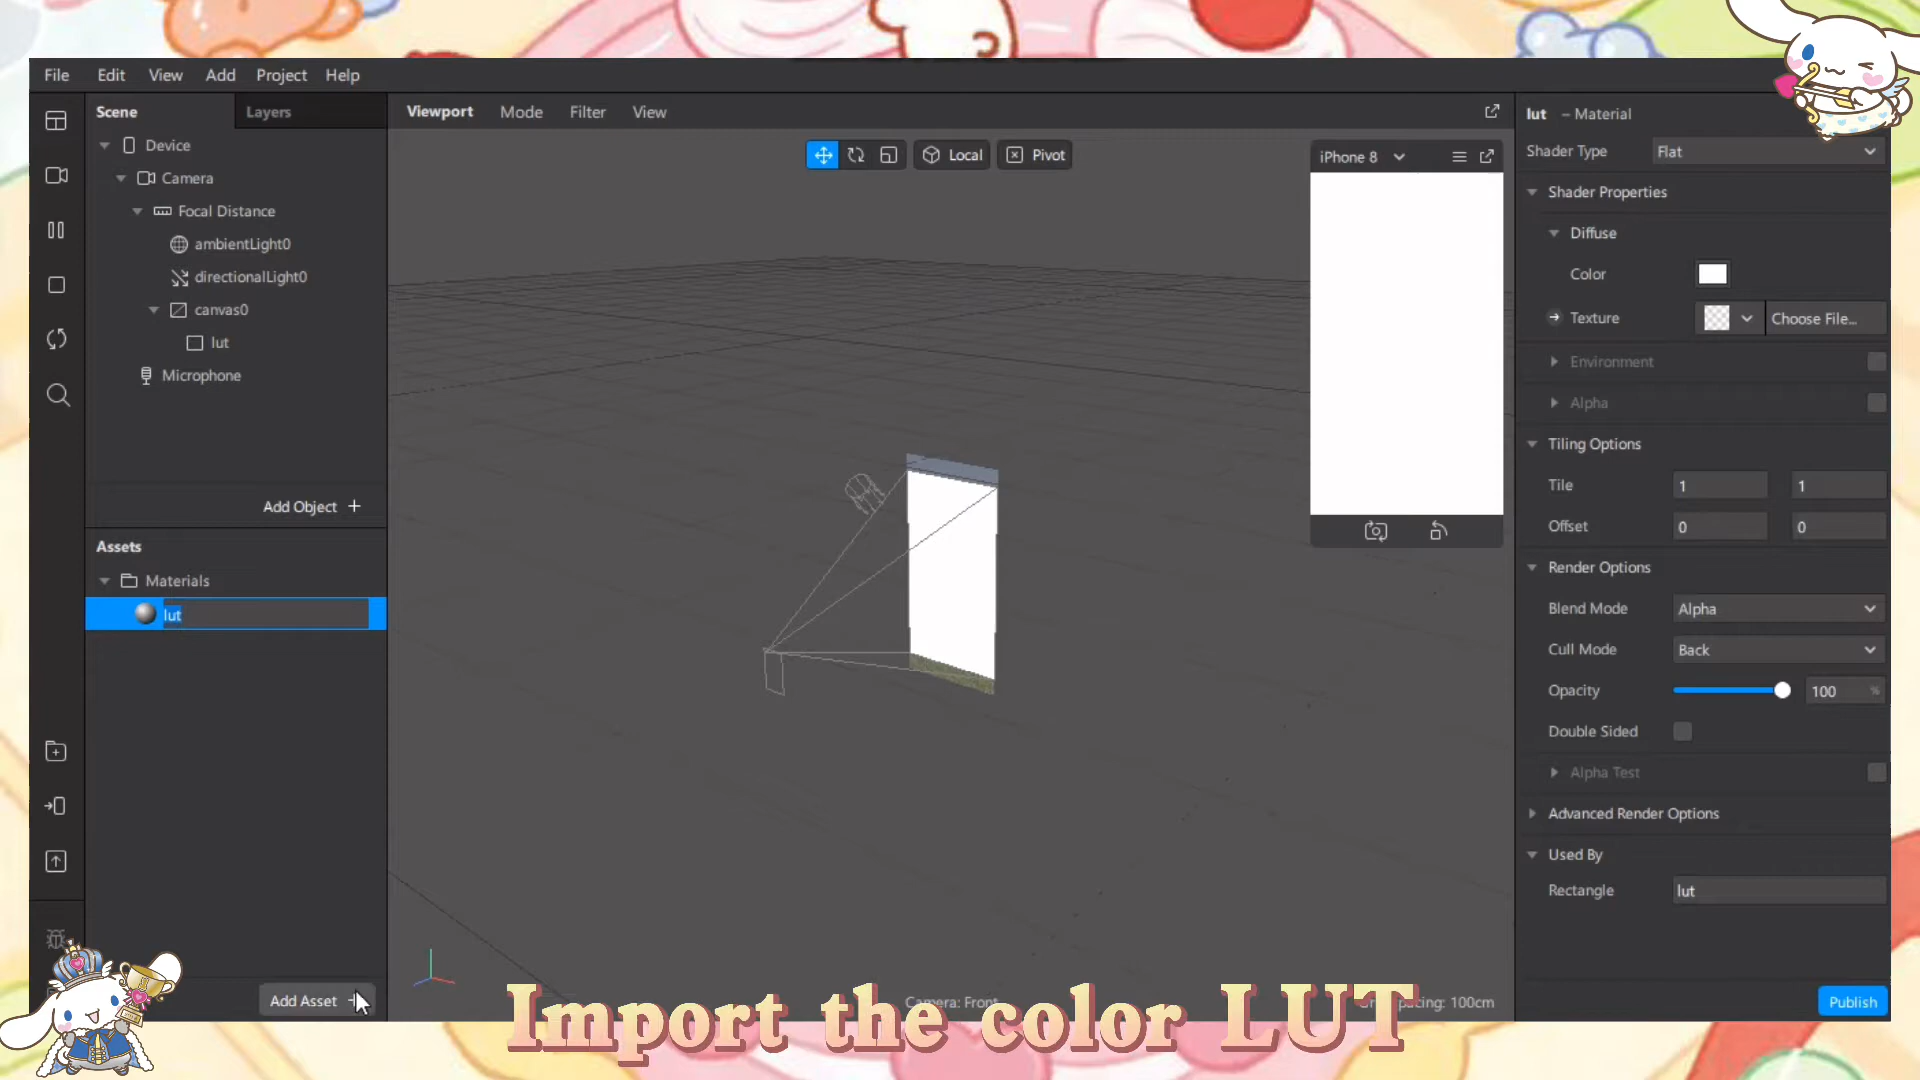 File Edit View Add Project Help
Scene Layers
Device
Camera
Focal Distance
ambientLight0
directionalLight0
canvas0
lut
Microphone
Add Object +
Assets
Materials
lut
Add Asset
Viewport Mode Filter View
Local Pivot
iPhone 8
Camera: Front
pacing: 100cm
lut – Material
Shader Type Flat
Shader Properties
Diffuse
Color
Texture Choose File...
Environment
Alpha
Tiling Options
Tile 1 1
Offset 0 0
Render Options
Blend Mode Alpha
Cull Mode Back
Opacity 100 %
Double Sided
Alpha Test
Advanced Render Options
Used By
Rectangle lut
Publish
Import the color LUT